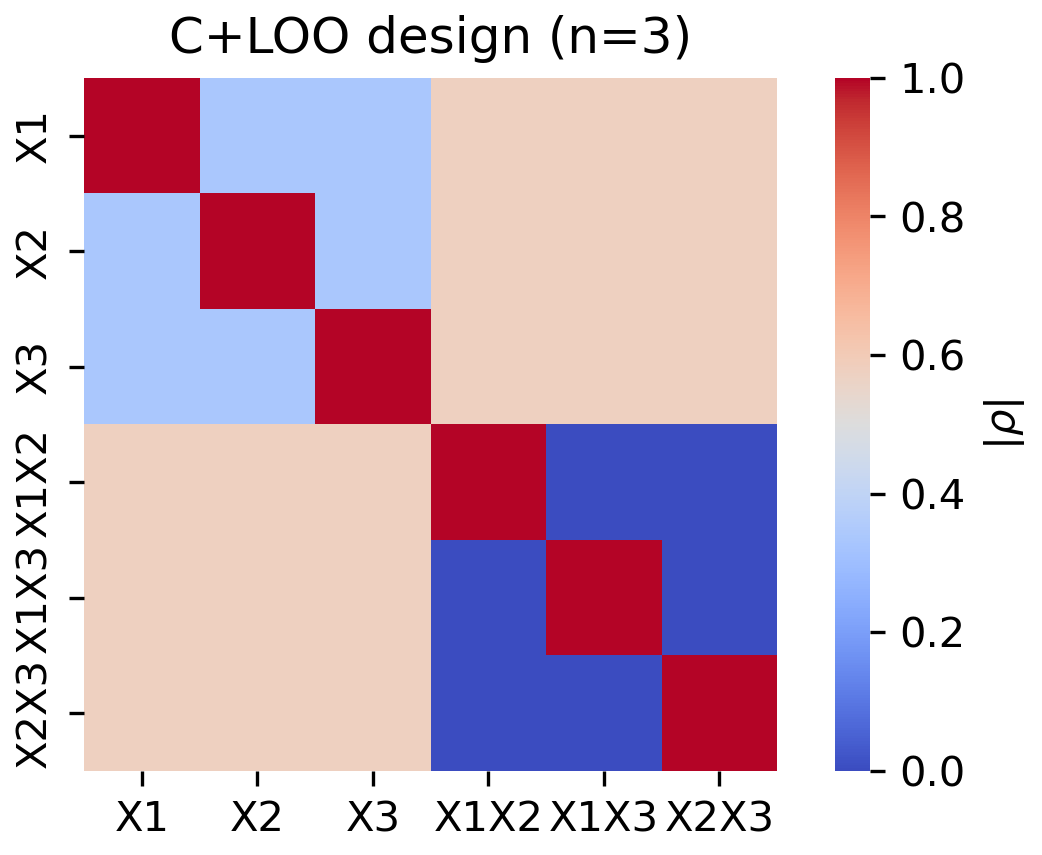 C+LOO design (n=3)
X1
X2
X3
X1X2
X1X3
X2X3
X1 X2 X3 X1X2 X1X3 X2X3
1.0
0.8
0.6
0.4
0.2
0.0
|ρ|